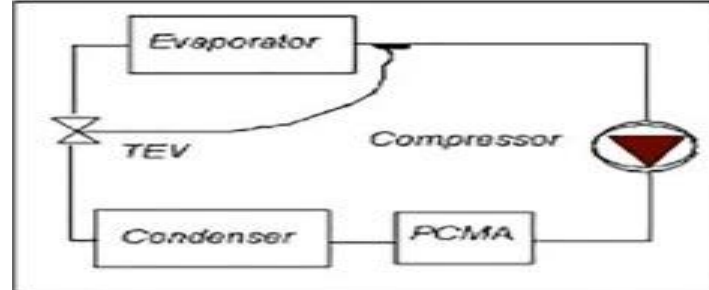 Evaporator
TEV
Compressor
Condenser
PCMA